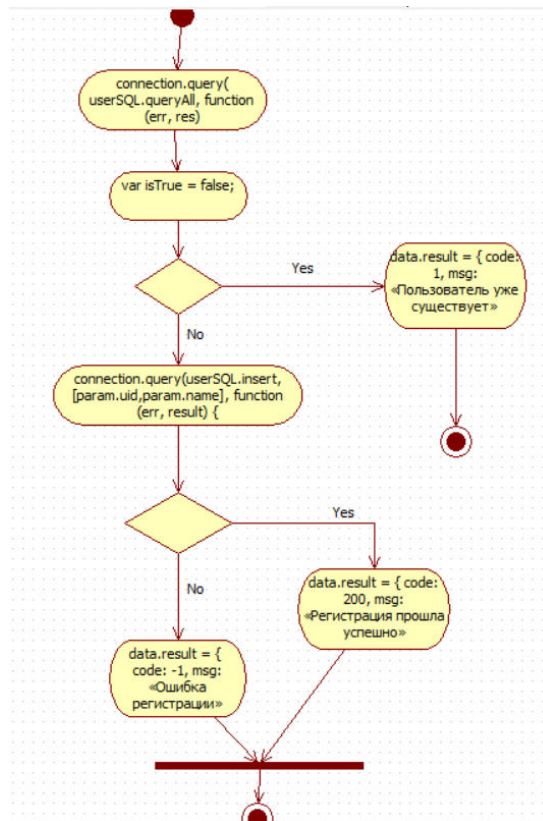 connection.query(
userSQL.queryAll, function
(err, res)
var isTrue = false;
Yes
data.result = { code:
1, msg:
«Пользователь уже
существует»
No
connection.query(userSQL.insert,
[param.uid,param.name], function
(err, result) {
Yes
data.result = { code:
200, msg:
«Регистрация прошла
успешно»
No
data.result = {
code: -1, msg:
«Ошибка
регистрации»